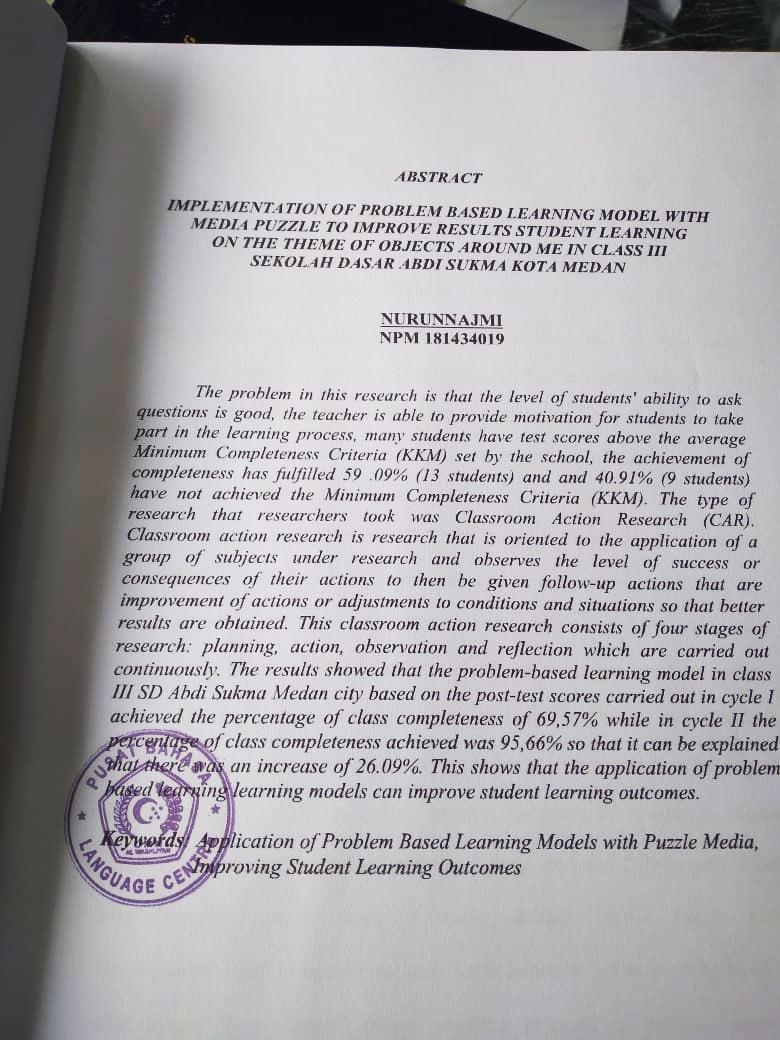 ABSTRACT
IMPLEMENTATION OF PROBLEM BASED LEARNING MODEL WITH
MEDIA PUZZLE TO IMPROVE RESULTS STUDENT LEARNING
ON THE THEME OF OBJECTS AROUND ME IN CLASS III
SEKOLAH DASAR ABDI SUKMA KOTA MEDAN
NURUNNAJMI
NPM 181434019
The problem in this research is that the level of students' ability to ask
questions is good, the teacher is able to provide motivation for students to take
part in the learning process, many students have test scores above the average
Minimum Completeness Criteria (KKM) set by the school, the achievement of
completeness has fulfilled 59 .09% (13 students) and and 40.91% (9 students)
have not achieved the Minimum Completeness Criteria (KKM). The type of
research that researchers took was Classroom Action Research (CAR).
Classroom action research is research that is oriented to the application of a
group of subjects under research and observes the level of success or
consequences of their actions to then be given follow-up actions that are
improvement of actions or adjustments to conditions and situations so that better
results are obtained. This classroom action research consists of four stages of
research: planning, action, observation and reflection which are carried out
continuously. The results showed that the problem-based learning model in class
III SD Abdi Sukma Medan city based on the post-test scores carried out in cycle I
achieved the percentage of class completeness of 69,57% while in cycle II the
percentage of class completeness achieved was 95,66% so that it can be explained
that there was an increase of 26.09%. This shows that the application of problem
based learning learning models can improve student learning outcomes.
Keywords: Application of Problem Based Learning Models with Puzzle Media,
Improving Student Learning Outcomes
PUSAT BAHASA
AL WASHLIYAH
LANGUAGE CENTRE